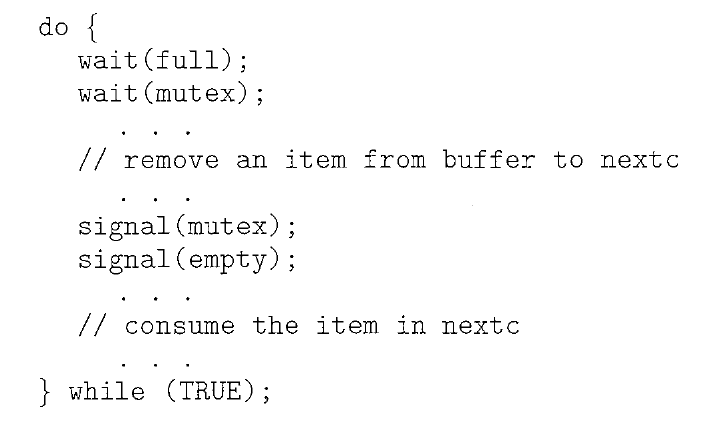 do {
wait(full);
wait(mutex);
. . .
// remove an item from buffer to nextc
. . .
signal(mutex);
signal(empty);
. . .
// consume the item in nextc
. . .
} while (TRUE);